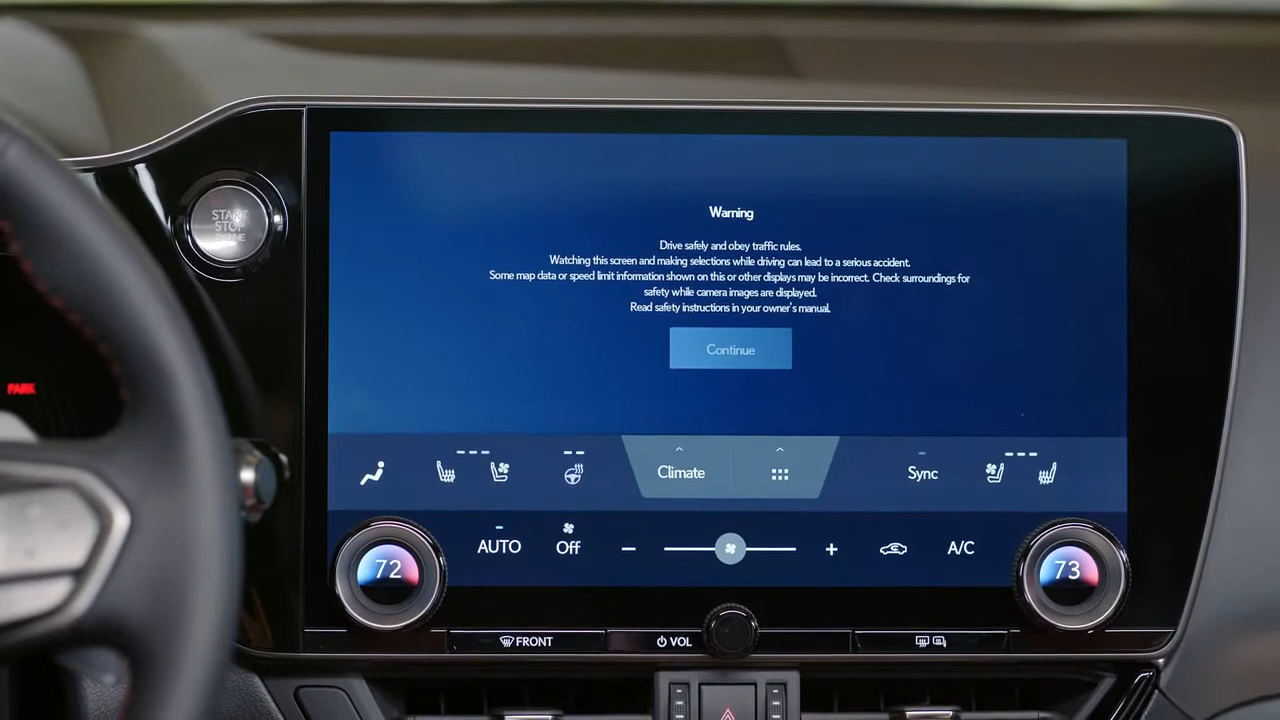 START
STOP
ENGINE
Warning
Drive safely and obey traffic rules.
Watching this screen and making selections while driving can lead to a serious accident.
Some map data or speed limit information shown on this or other displays may be incorrect. Check surroundings for
safety while camera images are displayed.
Read safety instructions in your owner's manual.
Continue
PARK
Climate
Sync
AUTO
Off
A/C
72
73
FRONT
VOL